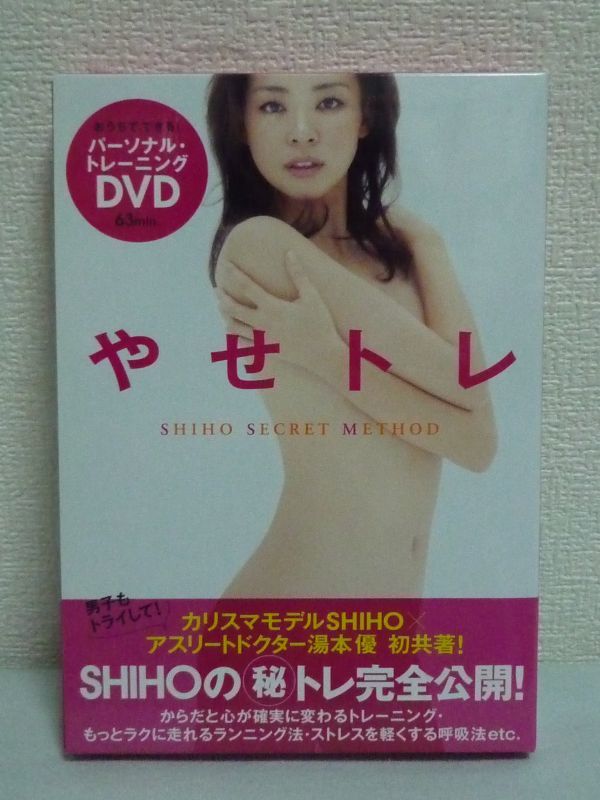 おうちでできる!
パーソナル・
トレーニング
DVD
63min.
やせトレ
SHIHO SECRET METHOD
男子も
トライして!
カリスマモデルSHIHO×
アスリートドクター湯本優 初共著!
SHIHOの㊙トレ完全公開!
からだと心が確実に変わるトレーニング・
もっとラクに走れるランニング法・ストレスを軽くする呼吸法etc.